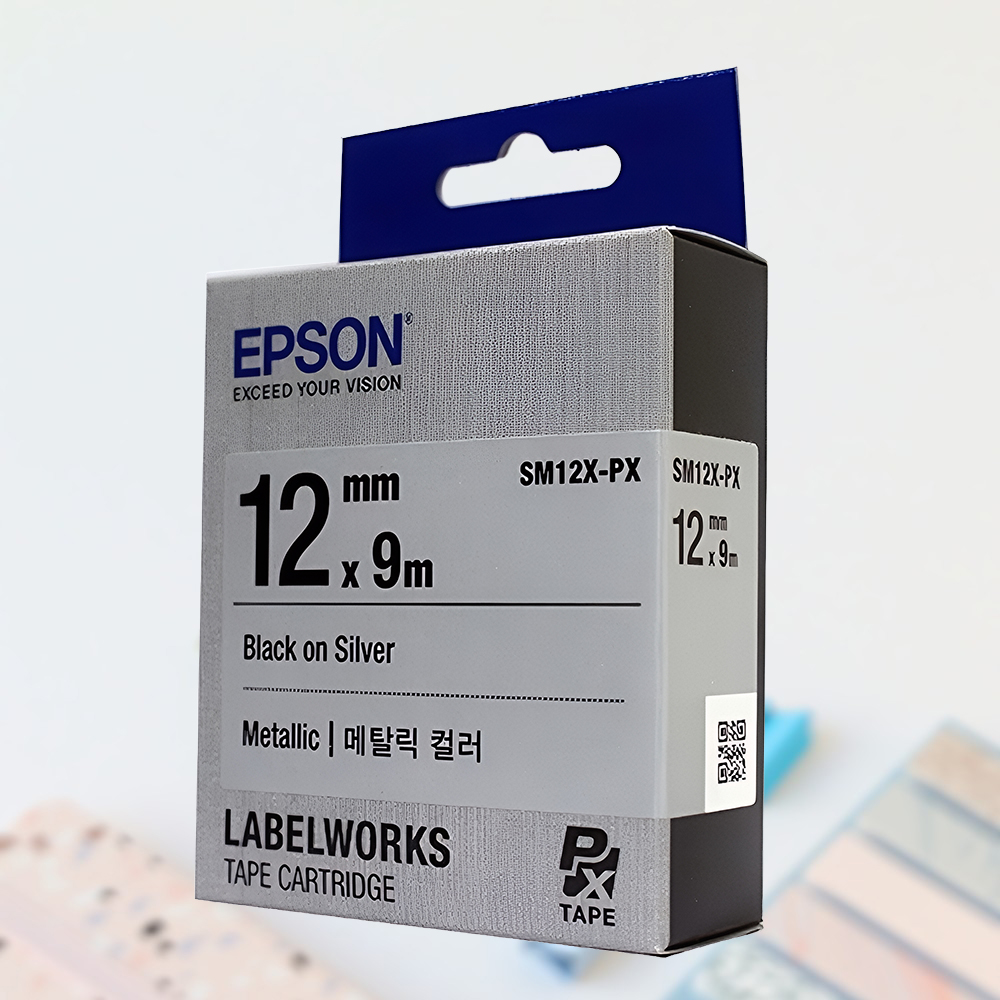 EPSON®
EXCEED YOUR VISION
12 mm x 9m
SM12X-PX
Black on Silver
Metallic | 메탈릭 컬러
LABELWORKS
TAPE CARTRIDGE
Px
TAPE
SM12X-PX
12 mm x 9m